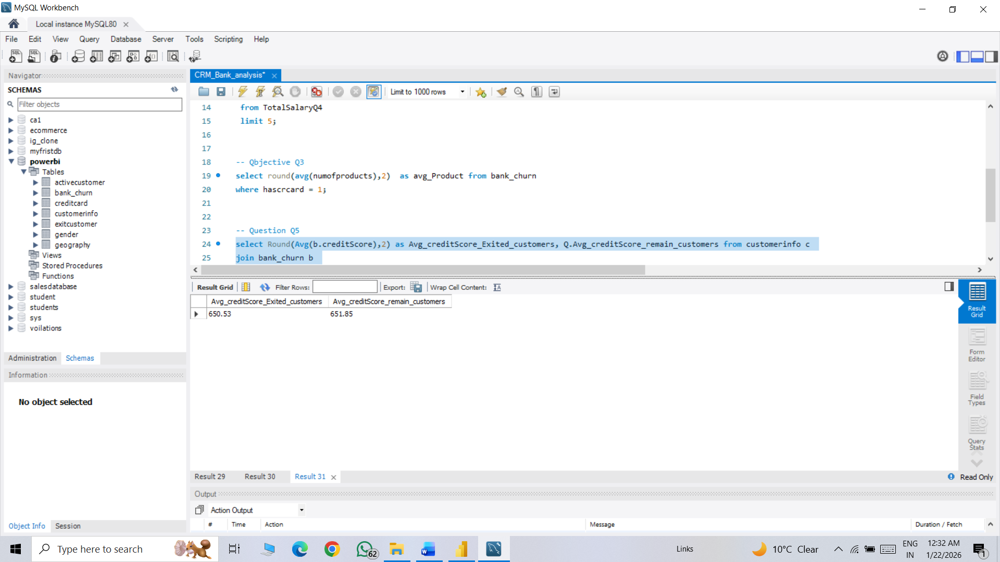 MySQL Workbench
Local instance MySQL80
File Edit View Query Database Server Tools Scripting Help
Navigator
SCHEMAS
Filter objects
ca1
ecommerce
ig_clone
myfristdb
powerbi
Tables
activecustomer
bank_churn
creditcard
customerinfo
exitcustomer
gender
geography
Views
Stored Procedures
Functions
salesdatabase
student
students
sys
voilations
Administration Schemas
Information
No object selected
Object Info Session
CRM_Bank_analysis*
Limit to 1000 rows
14 from TotalSalaryQ4
15 limit 5;
16
17
18 -- Qbjective Q3
19 select round(avg(numofproducts),2)  as avg_Product from bank_churn
20 where hascrcard = 1;
21
22
23 -- Question Q5
24 select Round(Avg(b.creditScore),2) as Avg_creditScore_Exited_customers, Q.Avg_creditScore_remain_customers from customerinfo c
25 join bank_churn b
Result Grid Filter Rows: Export: Wrap Cell Content:
Avg_creditScore_Exited_customers Avg_creditScore_remain_customers
650.53 651.85
Result Grid
Form Editor
Field Types
Query Stats
Result 29 Result 30 Result 31
Read Only
Output
Action Output
# Time Action Message Duration / Fetch
Type here to search
62
Links
10°C Clear
ENG
IN
12:32 AM
1/22/2026
1